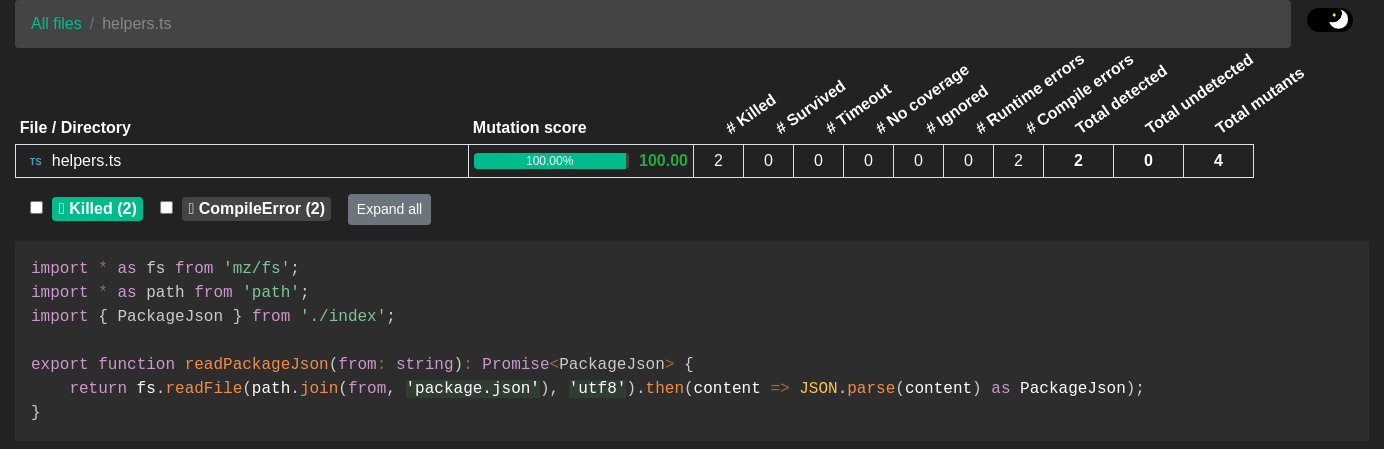 All files / helpers.ts
File / Directory Mutation score # Killed # Survived # Timeout # No coverage # Ignored # Runtime errors # Compile errors Total detected Total undetected Total mutants
TS helpers.ts 100.00% 100.00 2 0 0 0 0 0 2 2 0 4
Killed (2) CompileError (2) Expand all
import * as fs from 'mz/fs';
import * as path from 'path';
import { PackageJson } from './index';
export function readPackageJson(from: string): Promise<PackageJson> {
    return fs.readFile(path.join(from, 'package.json'), 'utf8').then(content => JSON.parse(content) as PackageJson);
}